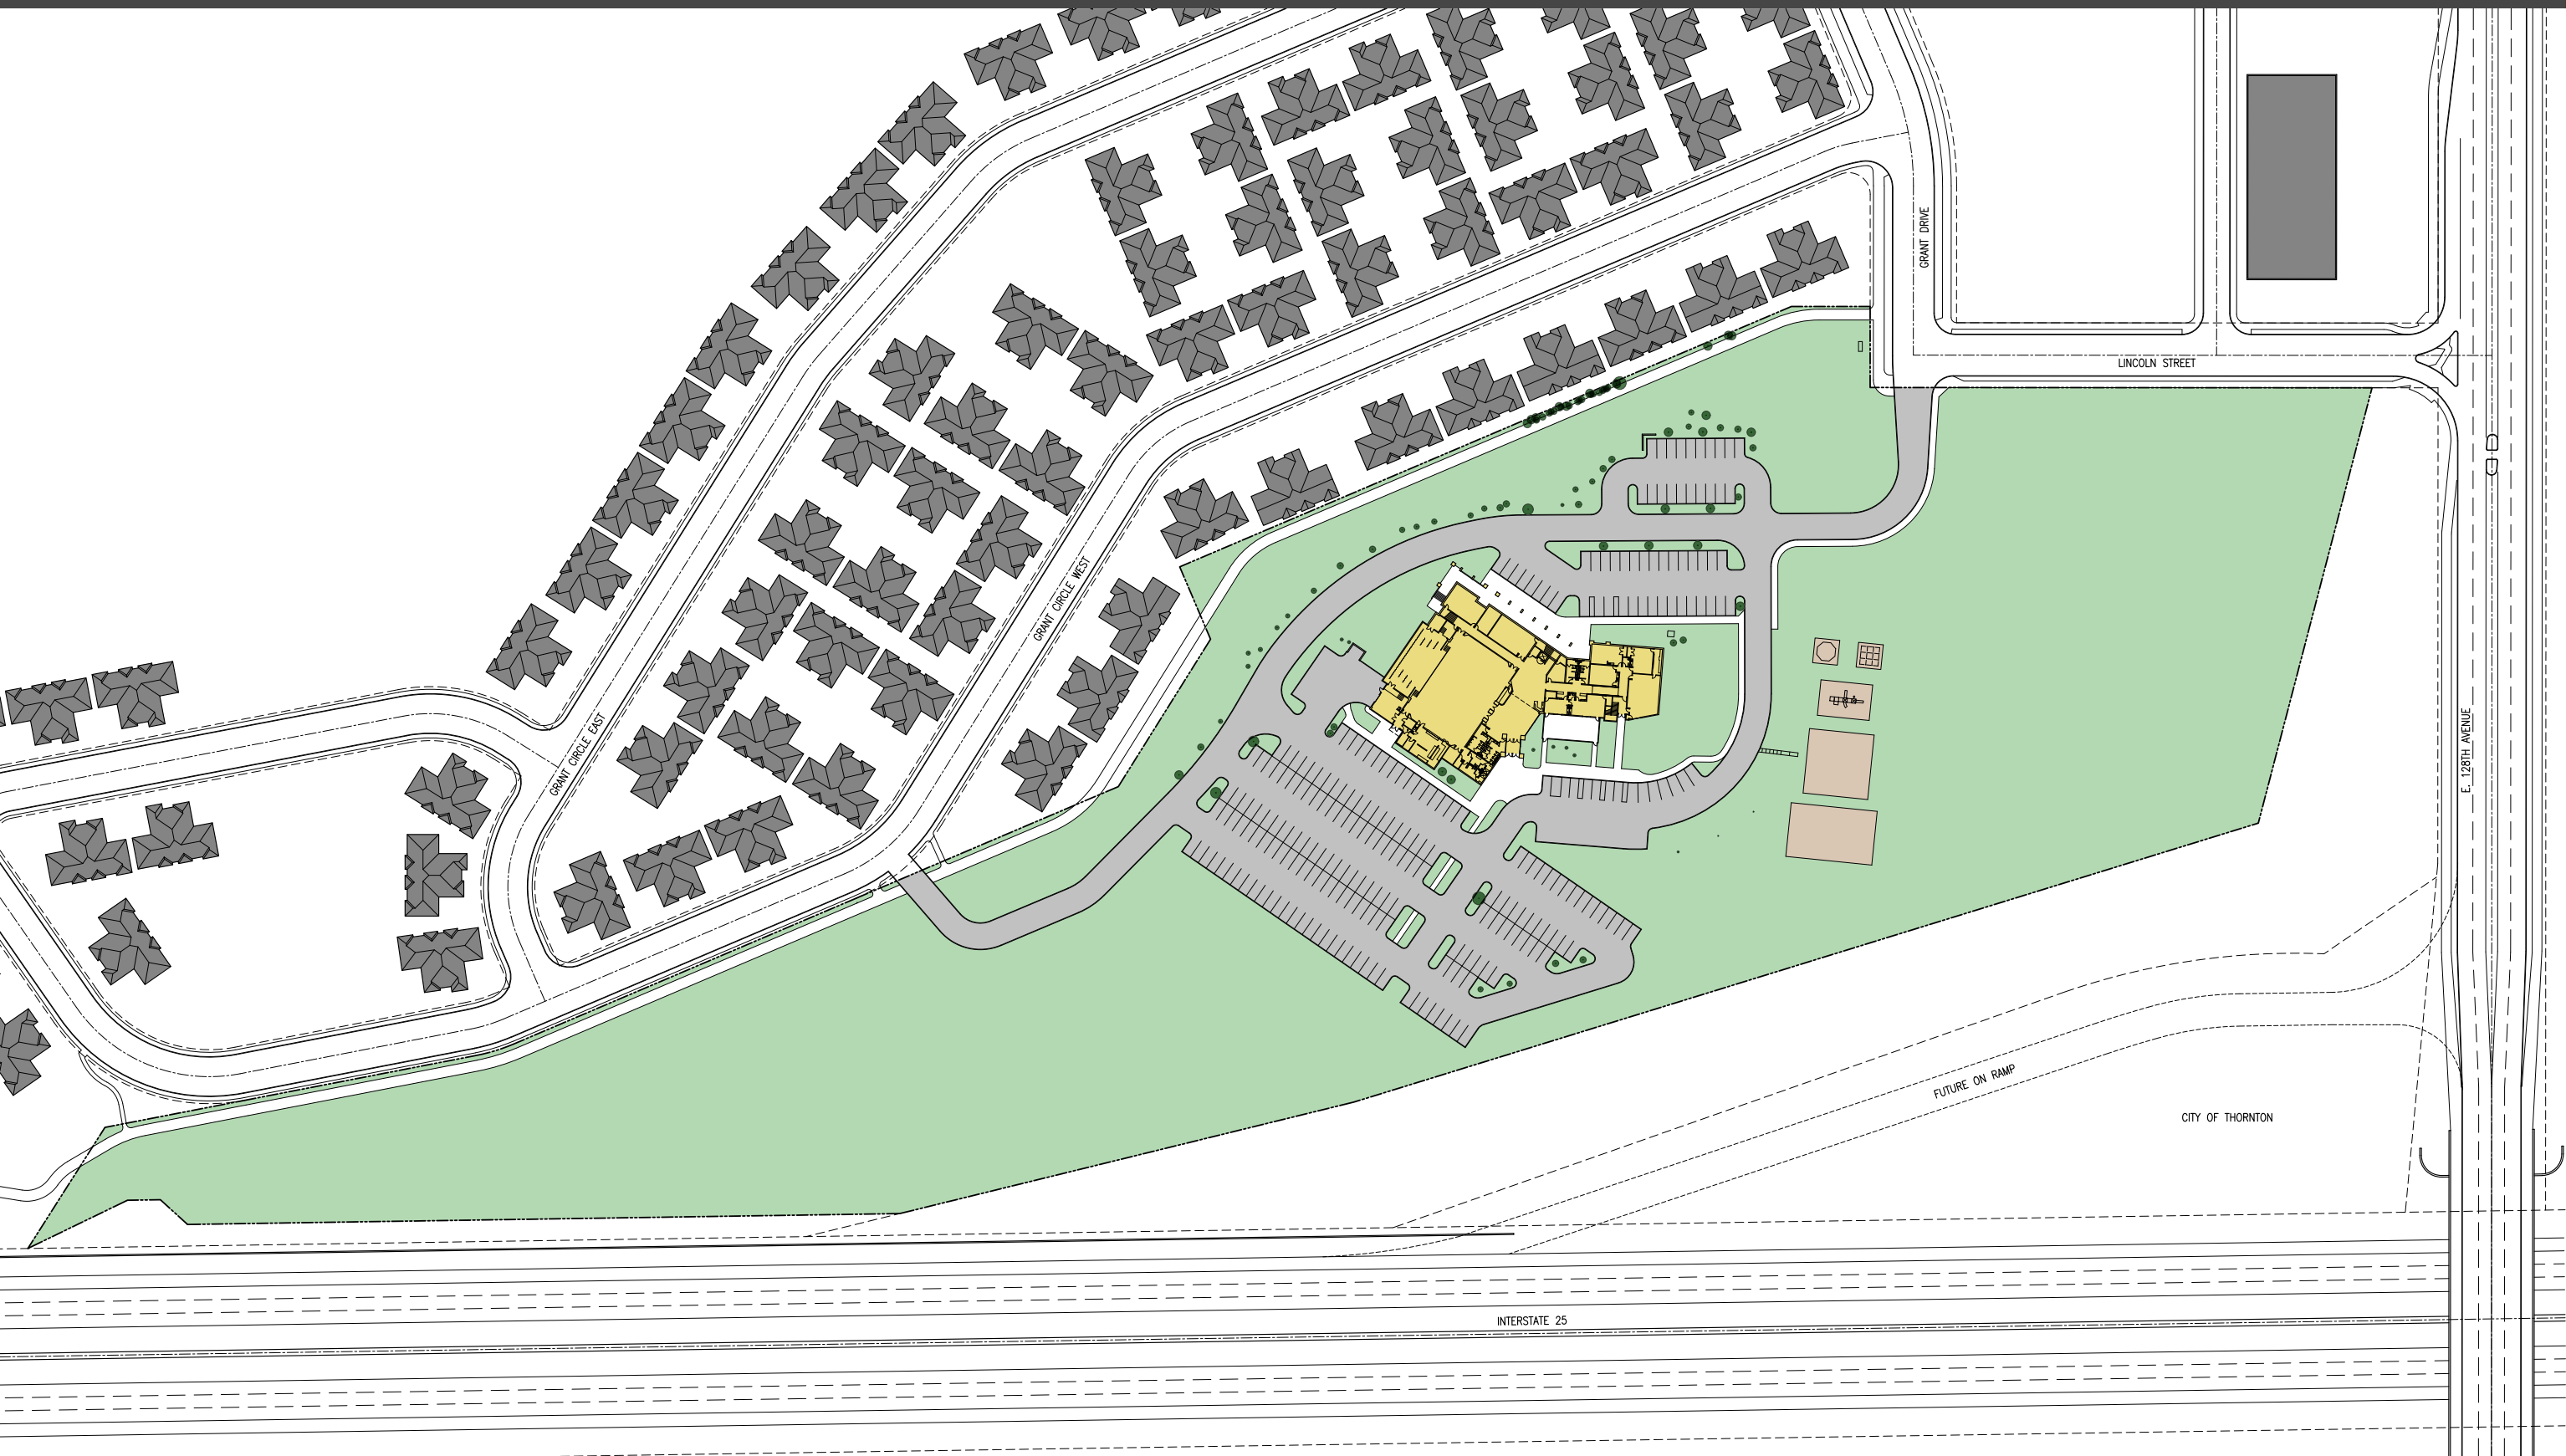 GRANT DRIVE
LINCOLN STREET
GRANT CIRCLE WEST
GRANT CIRCLE EAST
E. 128TH AVENUE
FUTURE ON RAMP
CITY OF THORNTON
INTERSTATE 25